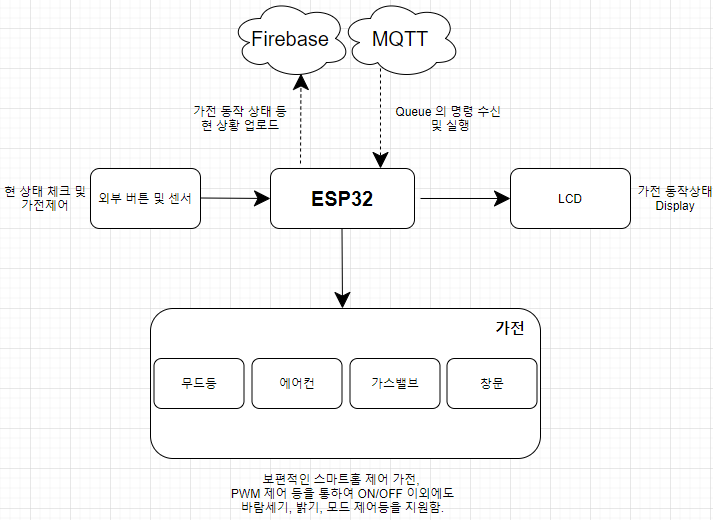 Firebase
MQTT
가전 동작 상태 등
현 상황 업로드
Queue 의 명령 수신
및 실행
현 상태 체크 및
가전제어
외부 버튼 및 센서
ESP32
LCD
가전 동작상태
Display
가전
무드등
에어컨
가스밸브
창문
보편적인 스마트홈 제어 가전,
PWM 제어 등을 통하여 ON/OFF 이외에도
바람세기, 밝기, 모드 제어등을 지원함.